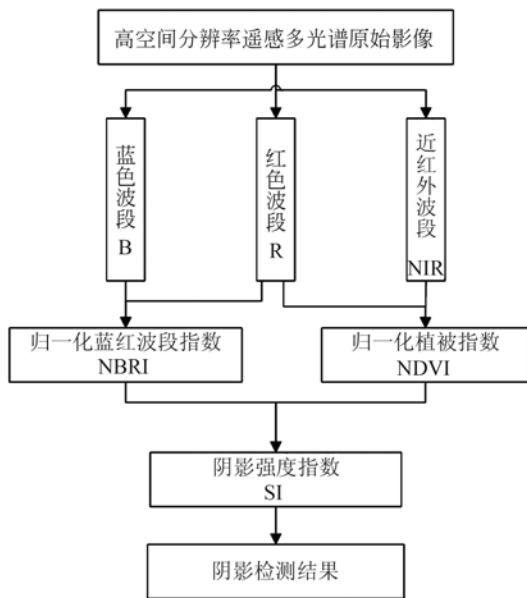 高空间分辨率遥感多光谱原始影像
蓝色波段
B
红色波段
R
近红外波段
NIR
归一化蓝红波段指数
NBRI
归一化植被指数
NDVI
阴影强度指数
SI
阴影检测结果